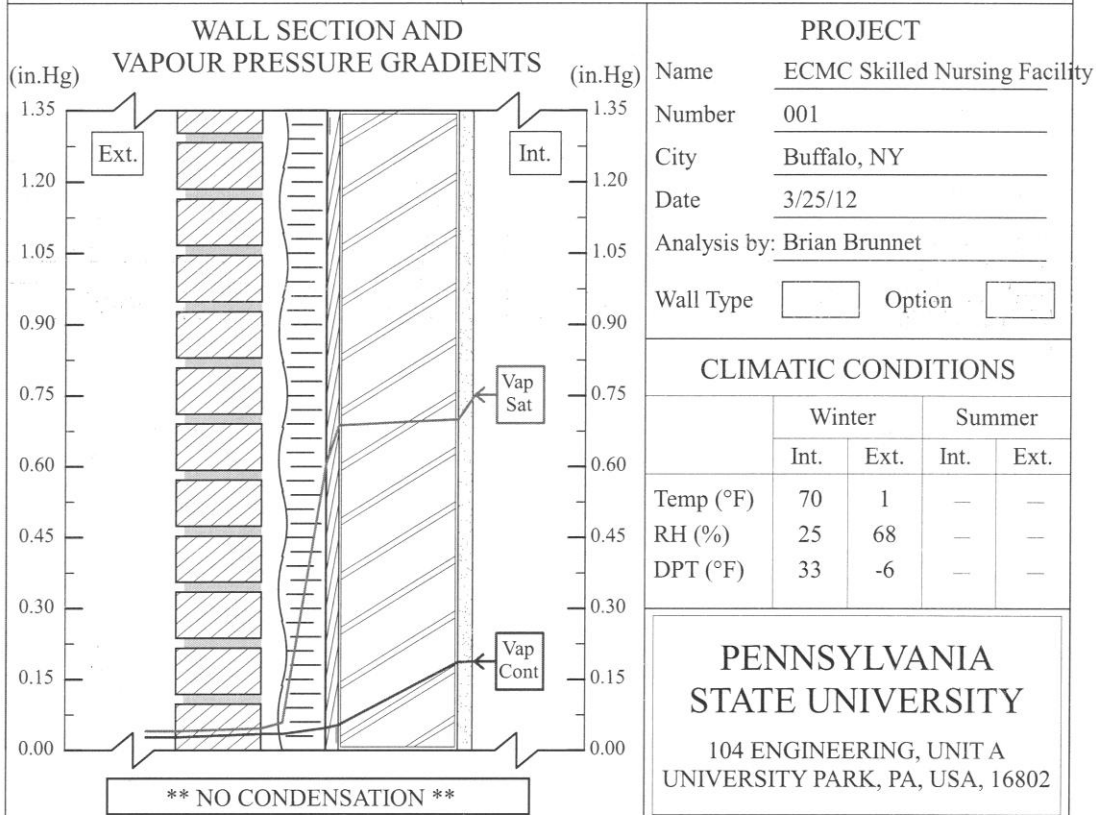 WALL SECTION AND
VAPOUR PRESSURE GRADIENTS
(in.Hg)
(in.Hg)
1.35
1.20
1.05
0.90
0.75
0.60
0.45
0.30
0.15
0.00
Ext.
Int.
Vap
Sat
Vap
Cont
1.35
1.20
1.05
0.90
0.75
0.60
0.45
0.30
0.15
0.00
** NO CONDENSATION **
PROJECT
Name ECMC Skilled Nursing Facility
Number 001
City Buffalo, NY
Date 3/25/12
Analysis by: Brian Brunnet
Wall Type Option
CLIMATIC CONDITIONS
Winter Summer
Int. Ext. Int. Ext.
Temp (°F) 70 1 — —
RH (%) 25 68 — —
DPT (°F) 33 -6 — —
PENNSYLVANIA
STATE UNIVERSITY
104 ENGINEERING, UNIT A
UNIVERSITY PARK, PA, USA, 16802